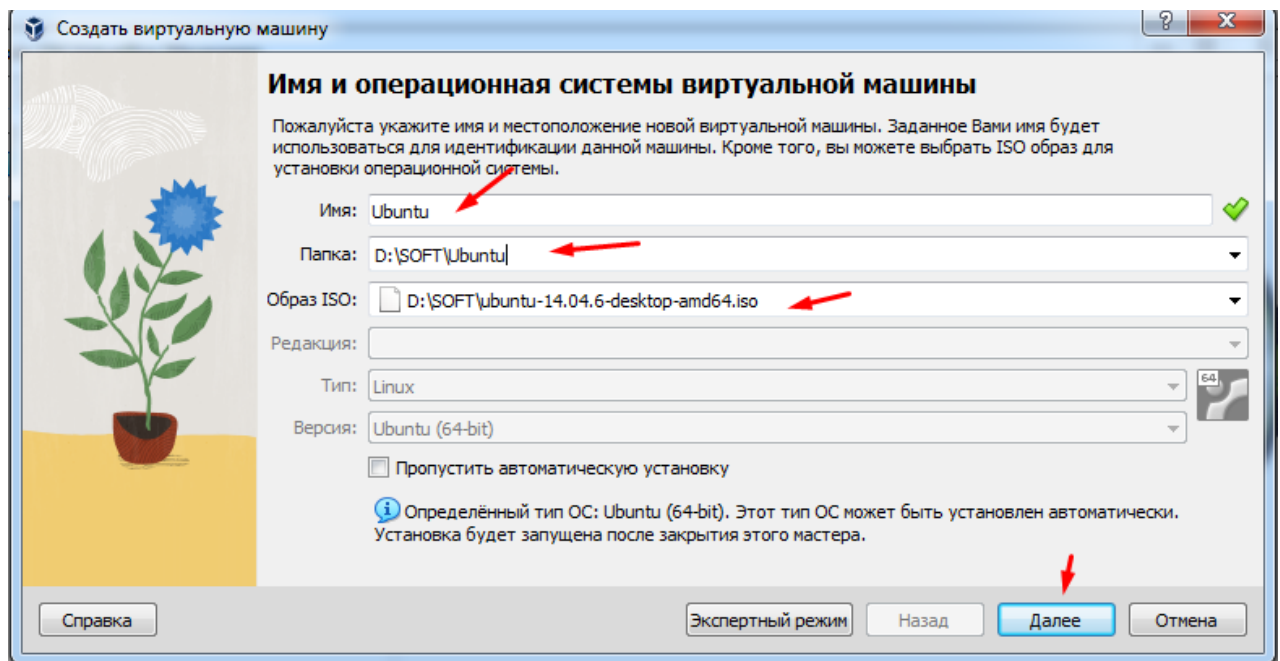 Создать виртуальную машину
Имя и операционная системы виртуальной машины
Пожалуйста укажите имя и местоположение новой виртуальной машины. Заданное Вами имя будет
использоваться для идентификации данной машины. Кроме того, вы можете выбрать ISO образ для
установки операционной системы.
Имя: Ubuntu
Папка: D:\SOFT\Ubuntu
Образ ISO: D:\SOFT\ubuntu-14.04.6-desktop-amd64.iso
Редакция:
Тип: Linux 64
Версия: Ubuntu (64-bit)
Пропустить автоматическую установку
Определённый тип ОС: Ubuntu (64-bit). Этот тип ОС может быть установлен автоматически.
Установка будет запущена после закрытия этого мастера.
Справка Экспертный режим Назад Далее Отмена